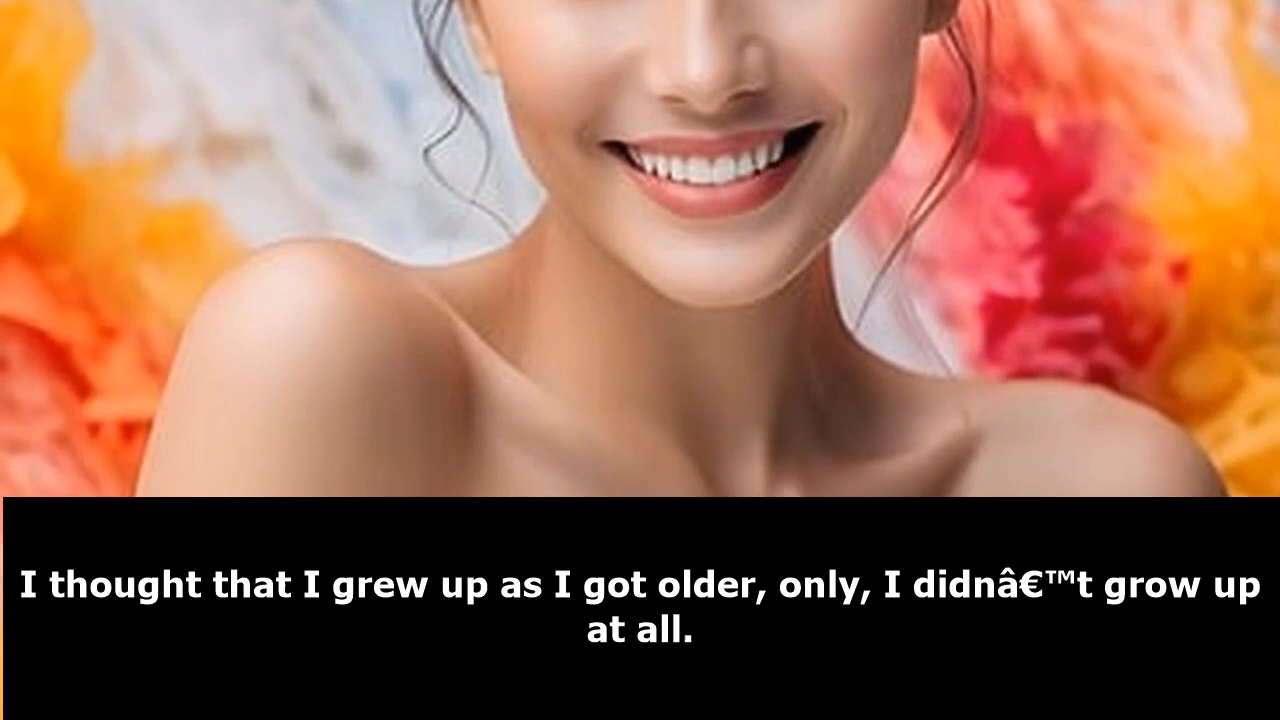 I thought that I grew up as I got older, only, I didnâ€™t grow up
at all.